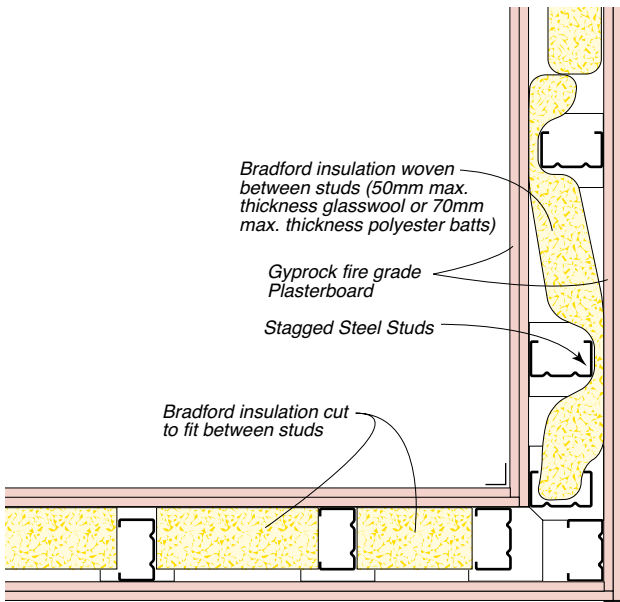 Bradford insulation woven
between studs (50mm max.
thickness glasswool or 70mm
max. thickness polyester batts)
Gyprock fire grade
Plasterboard
Stagged Steel Studs
Bradford insulation cut
to fit between studs